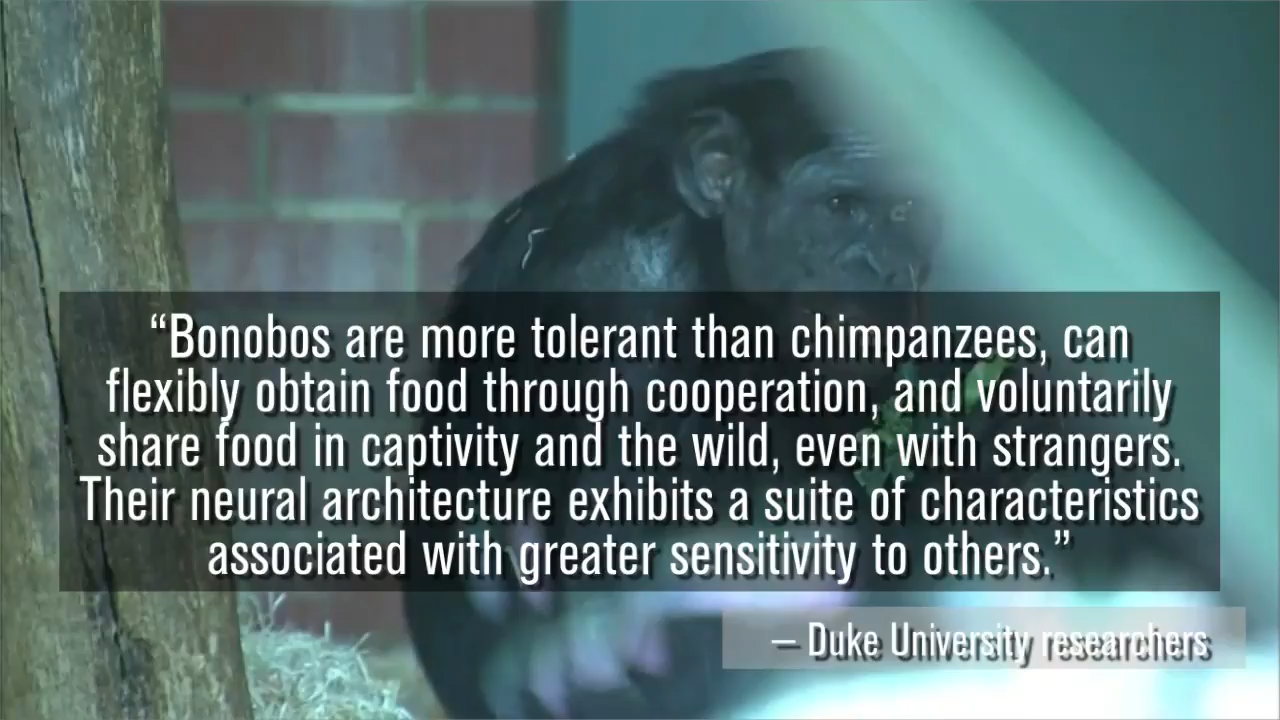 “Bonobos are more tolerant than chimpanzees, can
flexibly obtain food through cooperation, and voluntarily
share food in captivity and the wild, even with strangers.
Their neural architecture exhibits a suite of characteristics
associated with greater sensitivity to others.”
– Duke University researchers